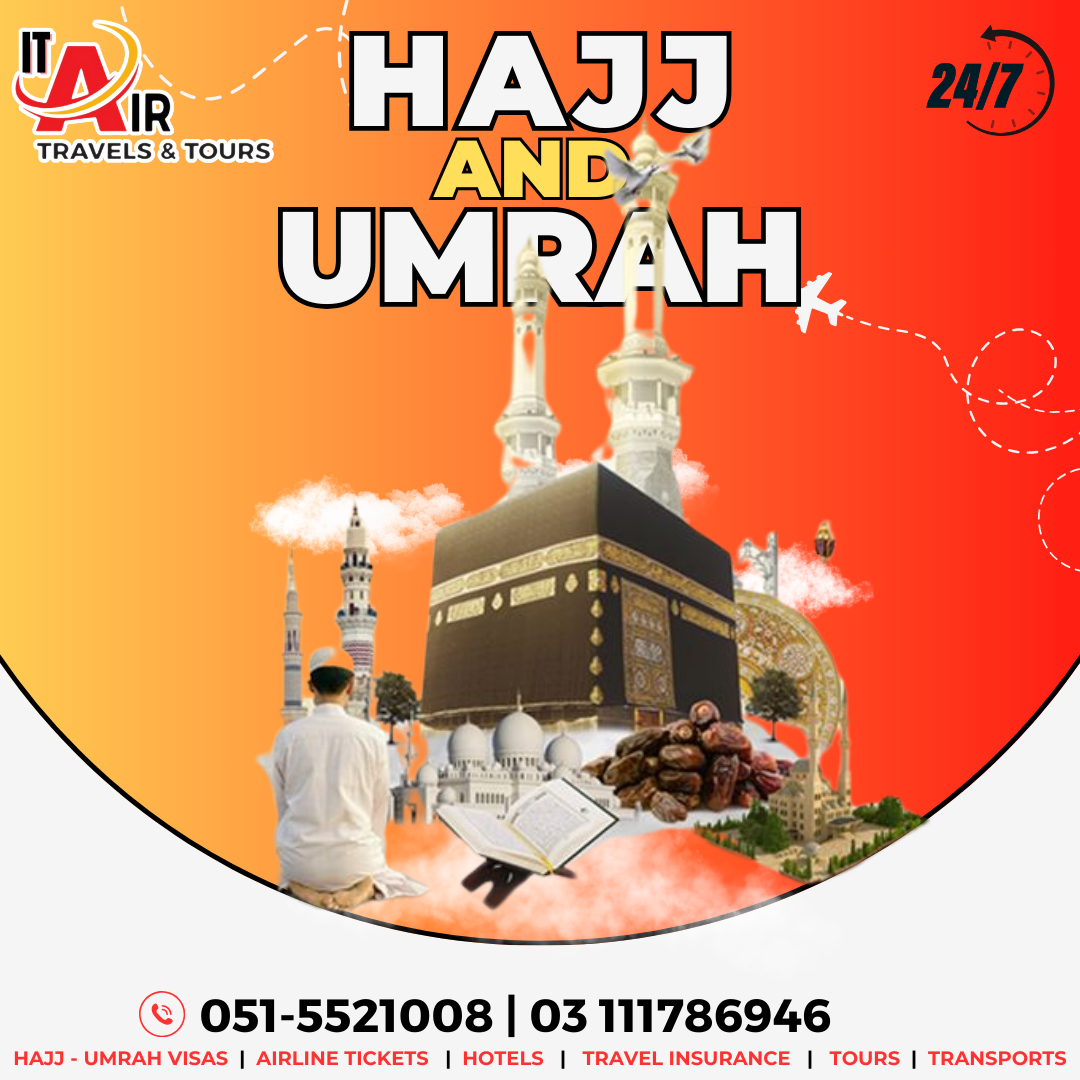 IT AIR
TRAVELS & TOURS
24/7
HAJJ
AND
UMRAH
051-5521008 | 03 111786946
HAJJ - UMRAH VISAS | AIRLINE TICKETS | HOTELS | TRAVEL INSURANCE | TOURS | TRANSPORTS